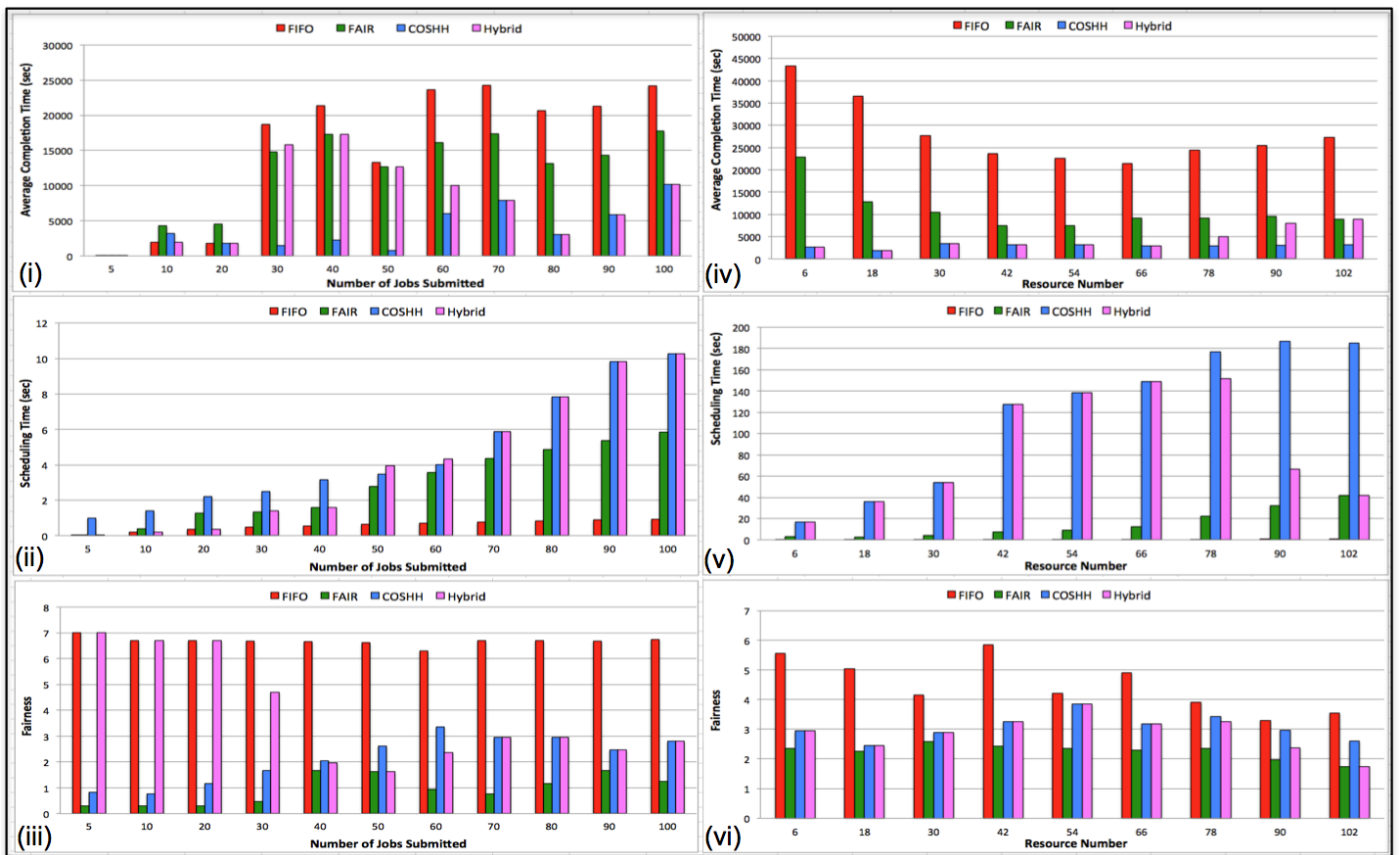 FIFO FAIR COSHH Hybrid
Average Completion Time (sec)
30000
25000
20000
15000
10000
5000
0
5 10 20 30 40 50 60 70 80 90 100
Number of Jobs Submitted
(i)
FIFO FAIR COSHH Hybrid
Average Completion Time (sec)
50000
45000
40000
35000
30000
25000
20000
15000
10000
5000
0
6 18 30 42 54 66 78 90 102
Resource Number
(iv)
FIFO FAIR COSHH Hybrid
Scheduling Time (sec)
12
10
8
6
4
2
0
5 10 20 30 40 50 60 70 80 90 100
Number of Jobs Submitted
(ii)
FIFO FAIR COSHH Hybrid
Scheduling Time (sec)
200
180
160
140
120
100
80
60
40
20
0
6 18 30 42 54 66 78 90 102
Resource Number
(v)
FIFO FAIR COSHH Hybrid
Fairness
8
7
6
5
4
3
2
1
0
5 10 20 30 40 50 60 70 80 90 100
Number of Jobs Submitted
(iii)
FIFO FAIR COSHH Hybrid
Fairness
7
6
5
4
3
2
1
0
6 18 30 42 54 66 78 90 102
Resource Number
(vi)